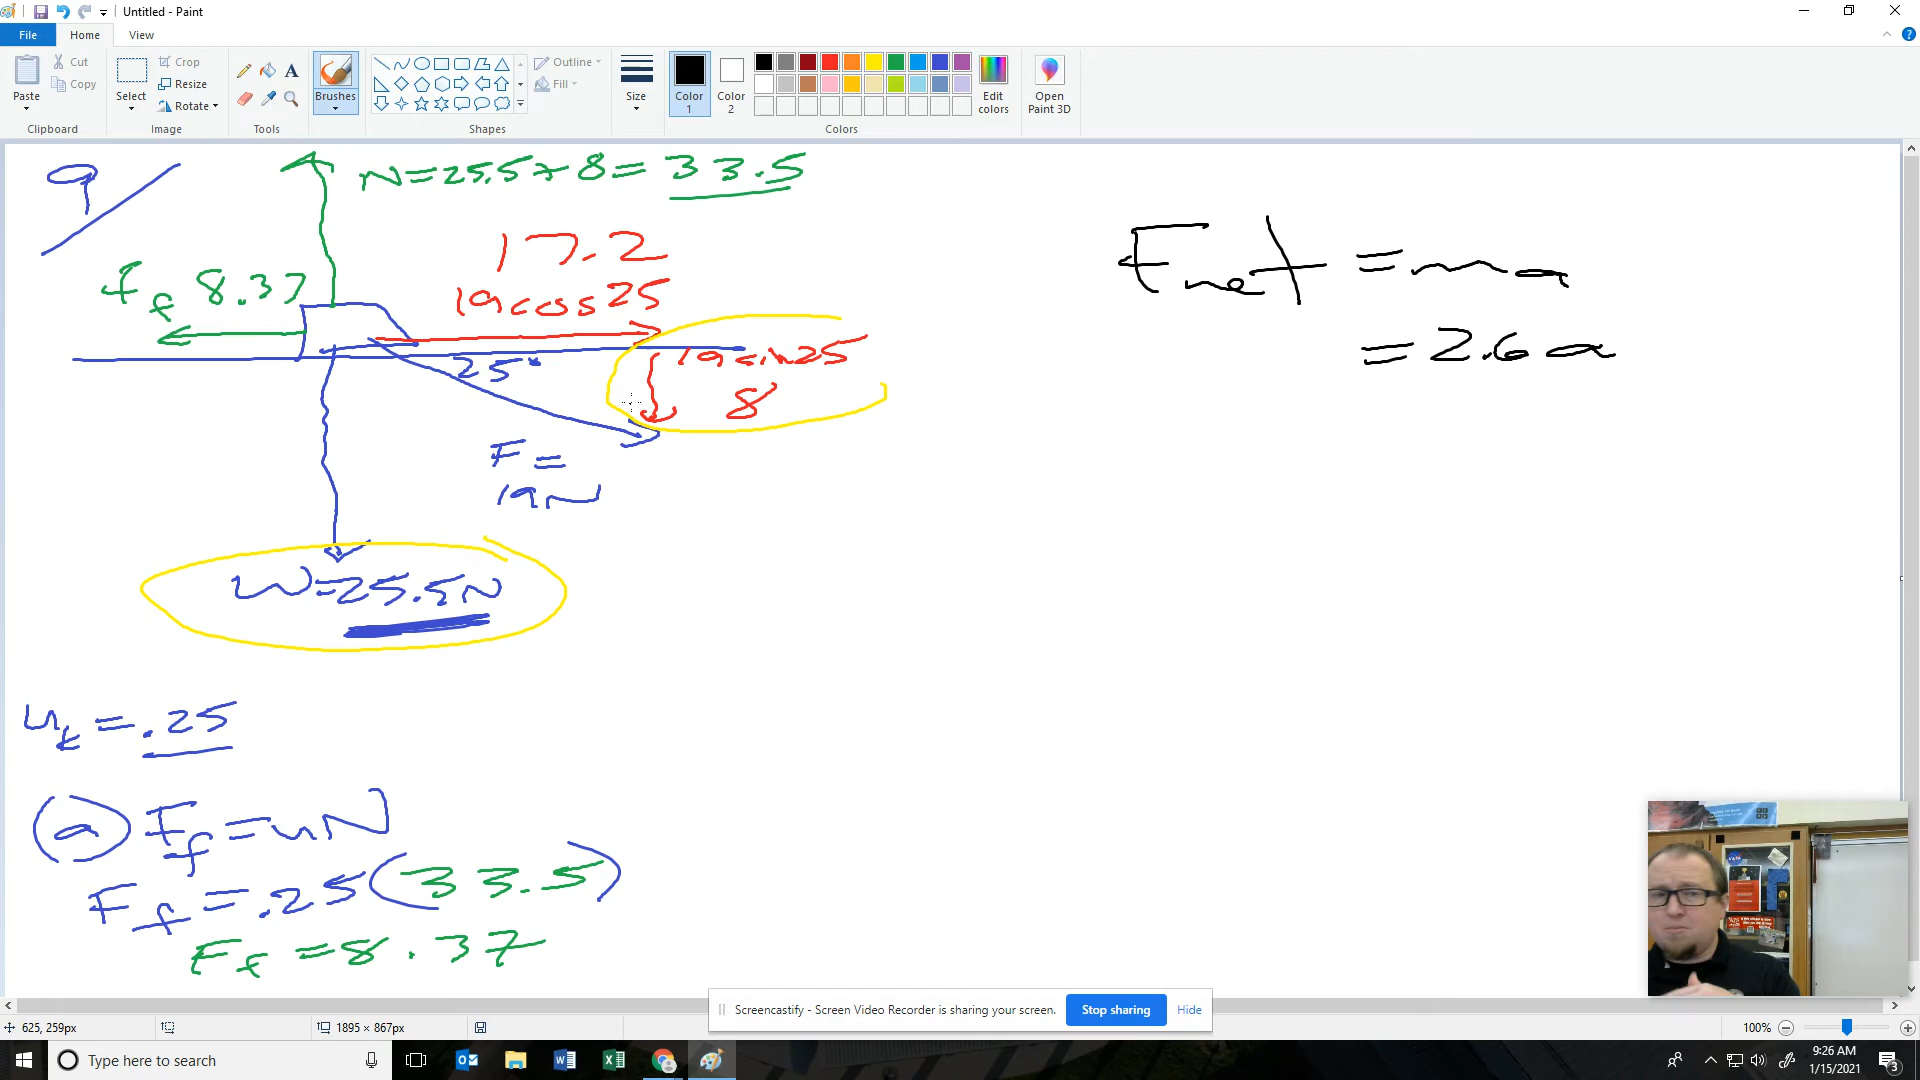 Untitled - Paint
File Home View
Paste Cut Copy Clipboard
Select Crop Resize Rotate Image
Tools
Brushes
Shapes Outline Fill
Size
Color 1 Color 2 Colors
Edit colors
Open Paint 3D
9
N=25.5+8=33.5
17.2
19cos25
Ff 8.37
19sin25
8
25°
F=
19N
W=25.5N
Fnet=ma
=2.6a
uk=.25
(a) Ff=uN
Ff=.25(33.5)
Ff=8.37
Screencastify - Screen Video Recorder is sharing your screen. Stop sharing Hide
625, 259px 1895 × 867px 100%
Type here to search
9:26 AM
1/15/2021
3